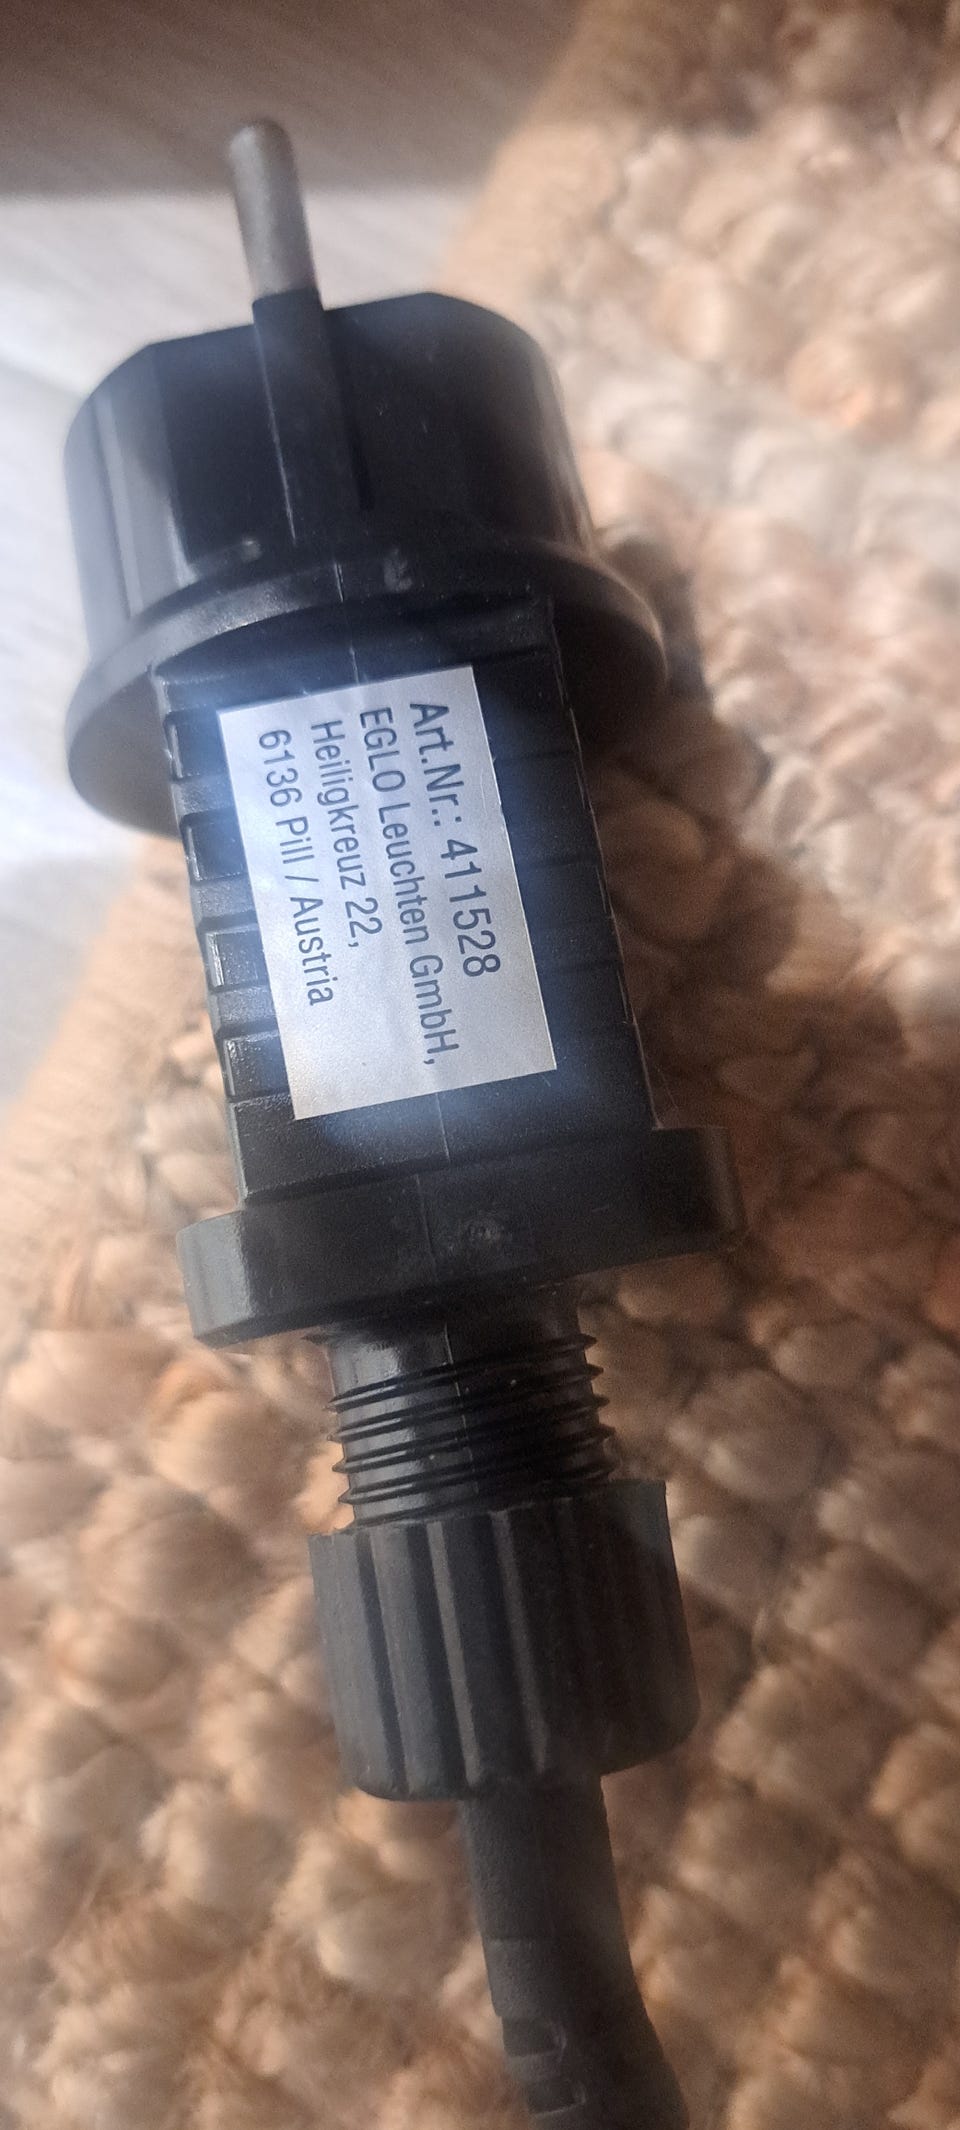 Art.Nr.: 411528
EGLO Leuchten GmbH,
Heiligkreuz 22,
6136 Pill / Austria